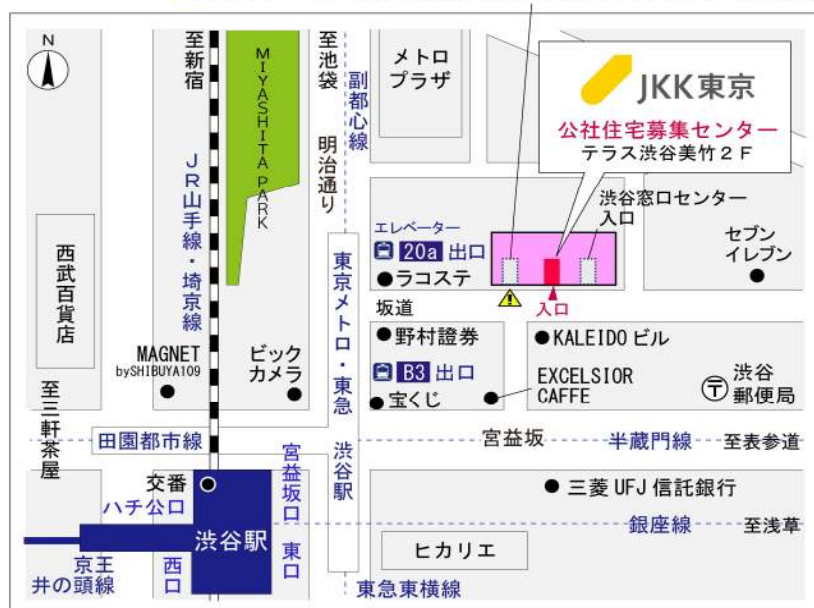 N
至新宿
MIYASHITA PARK
至池袋
副都心線
明治通り
メトロ
プラザ
JKK東京
公社住宅募集センター
テラス渋谷美竹２Ｆ
JR山手線・埼京線
西武百貨店
エレベーター
20a 出口
ラコステ
渋谷窓口センター
入口
セブン
イレブン
入口
坂道
東京メトロ・東急
渋谷駅
野村證券
KALEIDO ビル
MAGNET
bySHIBUYA109
ビック
カメラ
B3 出口
宝くじ
EXCELSIOR
CAFFE
〒
渋谷
郵便局
至三軒茶屋
田園都市線
宮益坂
半蔵門線
至表参道
交番
ハチ公口
宮益坂口
三菱 UFJ 信託銀行
渋谷駅
銀座線
至浅草
京王
井の頭線
西口
東口
ヒカリエ
東急東横線